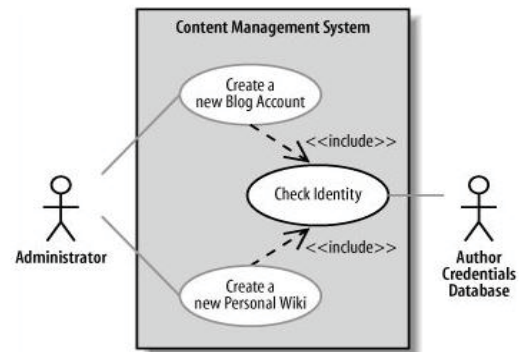 Content Management System
Create a
new Blog Account
<<include>>
Check Identity
Administrator
<<include>>
Author
Credentials
Database
Create a
new Personal Wiki